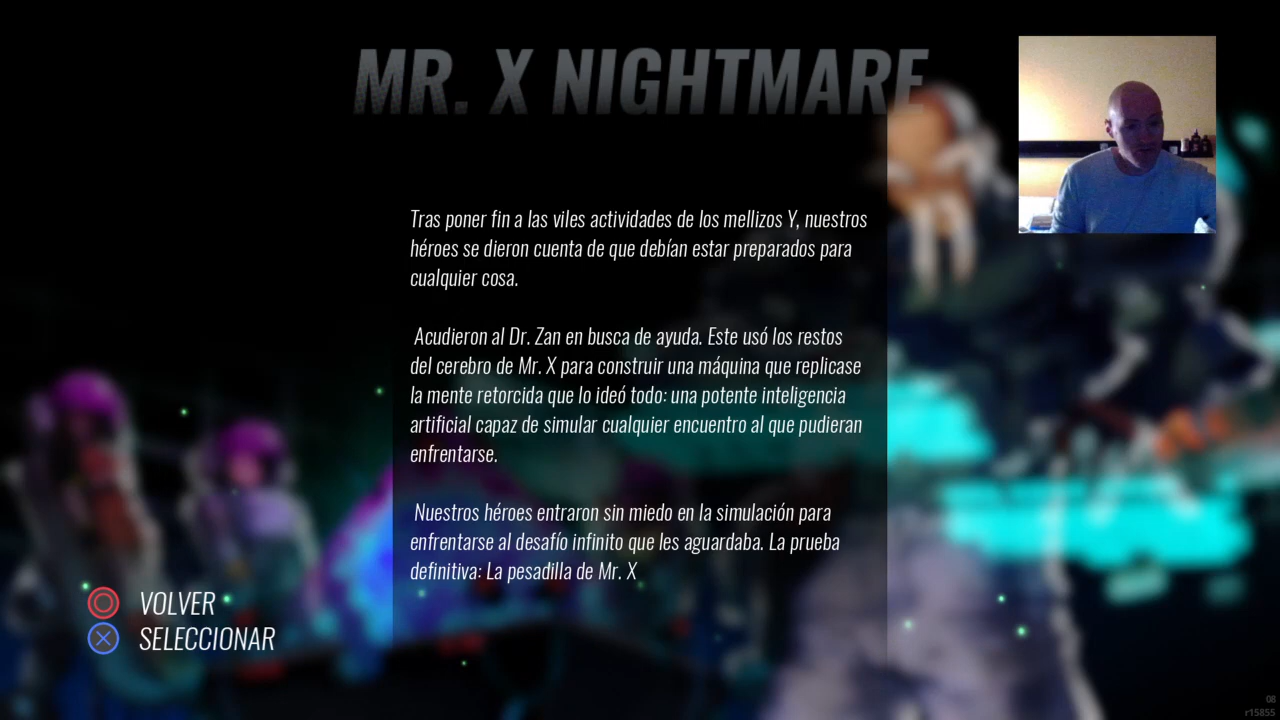 MR. X NIGHTMARE
Tras poner fin a las viles actividades de los mellizos Y, nuestros
héroes se dieron cuenta de que debían estar preparados para
cualquier cosa.
Acudieron al Dr. Zan en busca de ayuda. Este usó los restos
del cerebro de Mr. X para construir una máquina que replicase
la mente retorcida que lo ideó todo: una potente inteligencia
artificial capaz de simular cualquier encuentro al que pudieran
enfrentarse.
Nuestros héroes entraron sin miedo en la simulación para
enfrentarse al desafío infinito que les aguardaba. La prueba
definitiva: La pesadilla de Mr. X
VOLVER
SELECCIONAR
08
r15855